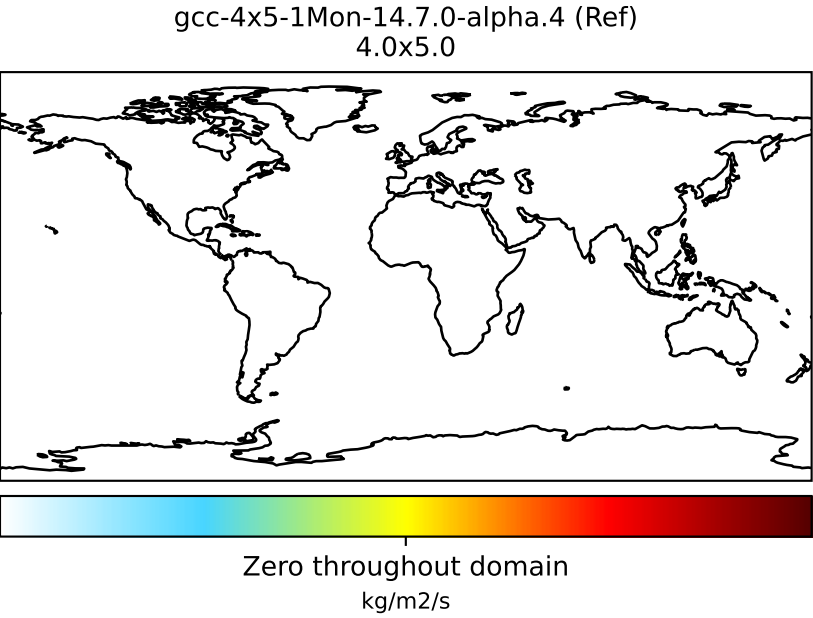 gcc-4x5-1Mon-14.7.0-alpha.4 (Ref)
4.0x5.0
Zero throughout domain
kg/m2/s